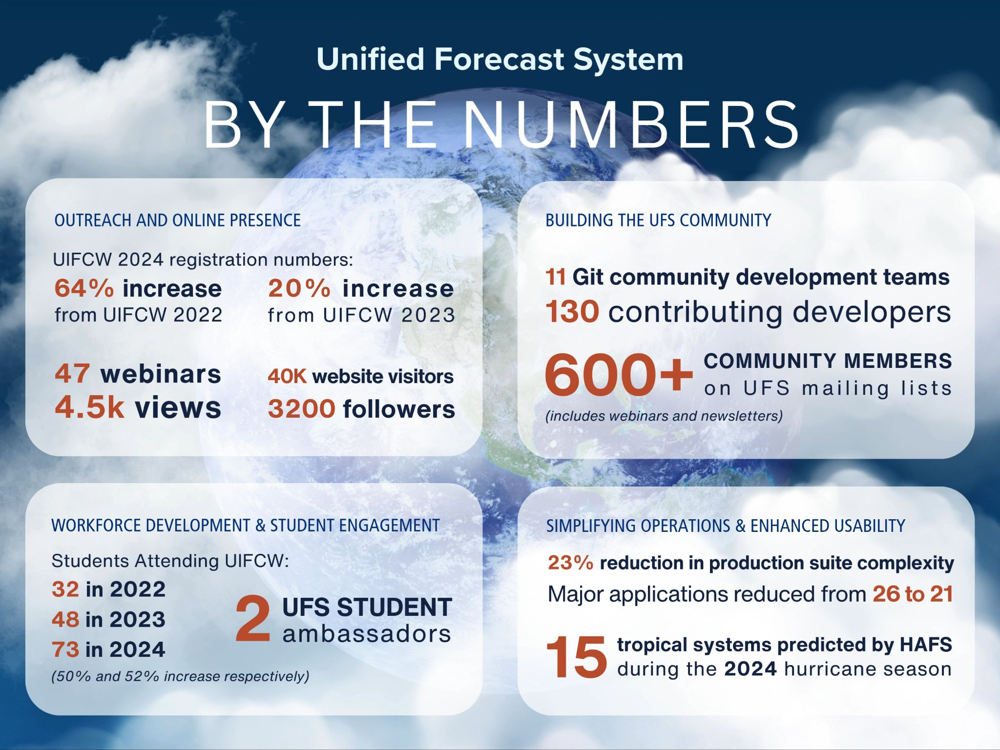 Unified Forecast System
BY THE NUMBERS
OUTREACH AND ONLINE PRESENCE
UIFCW 2024 registration numbers:
64% increase
from UIFCW 2022
20% increase
from UIFCW 2023
47 webinars
4.5k views
40K website visitors
3200 followers
BUILDING THE UFS COMMUNITY
11 Git community development teams
130 contributing developers
600+ COMMUNITY MEMBERS
on UFS mailing lists
(includes webinars and newsletters)
WORKFORCE DEVELOPMENT & STUDENT ENGAGEMENT
Students Attending UIFCW:
32 in 2022
48 in 2023
73 in 2024
(50% and 52% increase respectively)
2 UFS STUDENT
ambassadors
SIMPLIFYING OPERATIONS & ENHANCED USABILITY
23% reduction in production suite complexity
Major applications reduced from 26 to 21
15 tropical systems predicted by HAFS
during the 2024 hurricane season